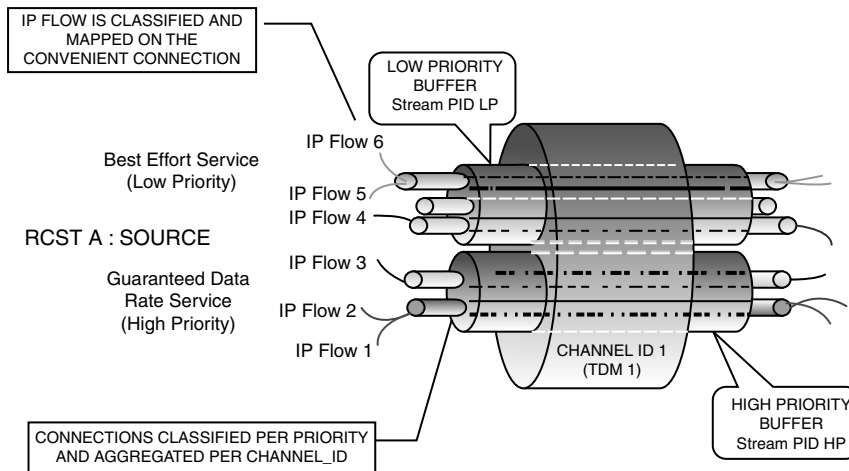 IP FLOW IS CLASSIFIED AND
MAPPED ON THE
CONVENIENT CONNECTION
LOW PRIORITY
BUFFER
Stream PID LP
IP Flow 6
Best Effort Service
(Low Priority)
IP Flow 5
IP Flow 4
RCST A : SOURCE
IP Flow 3
Guaranteed Data
Rate Service
(High Priority)
IP Flow 2
IP Flow 1
CHANNEL ID 1
(TDM 1)
HIGH PRIORITY
BUFFER
Stream PID HP
CONNECTIONS CLASSIFIED PER PRIORITY
AND AGGREGATED PER CHANNEL_ID